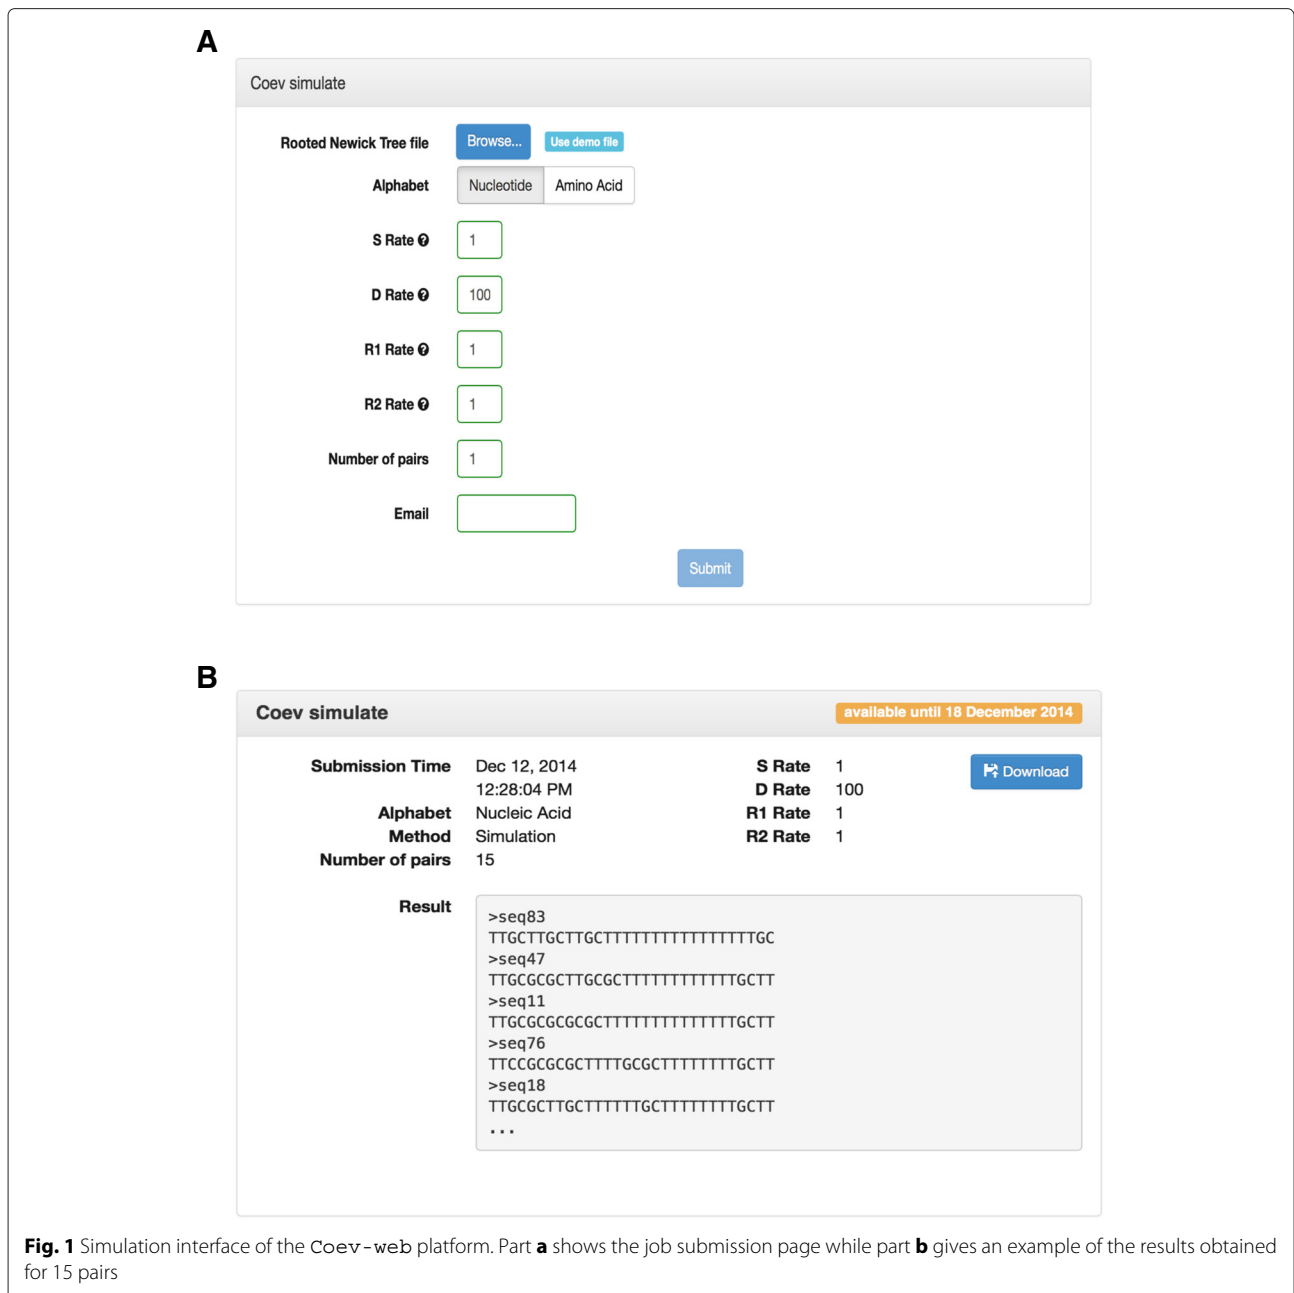 A
Coev simulate
Rooted Newick Tree file Browse... Use demo file
Alphabet Nucleotide Amino Acid
S Rate ? 1
D Rate ? 100
R1 Rate ? 1
R2 Rate ? 1
Number of pairs 1
Email
Submit
B
Coev simulate available until 18 December 2014
Submission Time Dec 12, 2014 S Rate 1 Download
12:28:04 PM D Rate 100
Alphabet Nucleic Acid R1 Rate 1
Method Simulation R2 Rate 1
Number of pairs 15
Result
>seq83
TTGCTTGCTTGCTTTTTTTTTTTTTTTTGC
>seq47
TTGCGCGCTTGCGCTTTTTTTTTTTTGCTT
>seq11
TTGCGCGCGCGCTTTTTTTTTTTTTTGCTT
>seq76
TTCCGCGCGCTTTTGCGCTTTTTTTTGCTT
>seq18
TTGCGCTTGCTTTTTTGCTTTTTTTTGCTT
...
Fig. 1 Simulation interface of the Coev-web platform. Part a shows the job submission page while part b gives an example of the results obtained
for 15 pairs